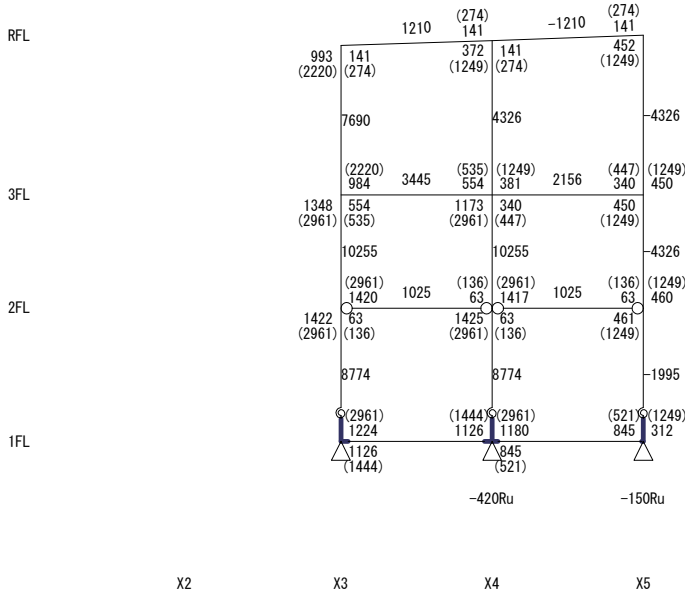 (274) (274)
1210 141 -1210 141
RFL
993 141 372 141 452
(2220) (274) (1249) (274) (1249)
7690 4326 -4326
(2220) (535) (1249) (447) (1249)
984 3445 554 381 2156 340 450
3FL
1348 554 1173 340 450
(2961) (535) (2961) (447) (1249)
10255 10255 -4326
(2961) (136) (2961) (136) (1249)
1420 1025 63 1417 1025 63 460
2FL
1422 63 1425 63 461
(2961) (136) (2961) (136) (1249)
8774 8774 -1995
(2961) (1444) (2961) (521) (1249)
1224 1126 1180 845 312
1FL
1126 845
(1444) (521)
-420Ru -150Ru
X2 X3 X4 X5